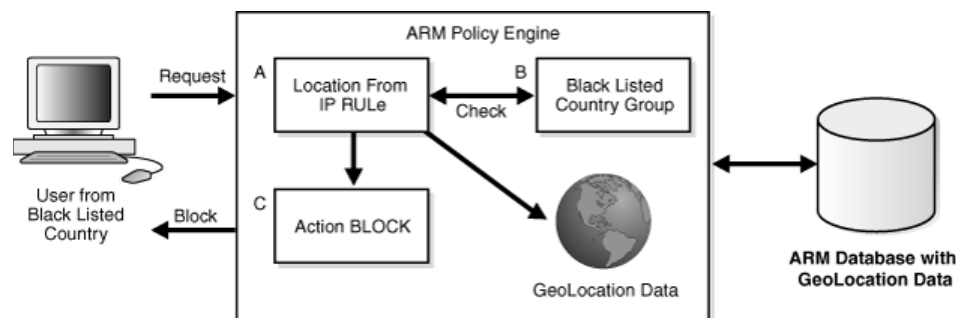 ARM Policy Engine
Request
A
Location From
IP RULe
Check
B
Black Listed
Country Group
User from
Black Listed
Country
Block
C
Action BLOCK
GeoLocation Data
ARM Database with
GeoLocation Data